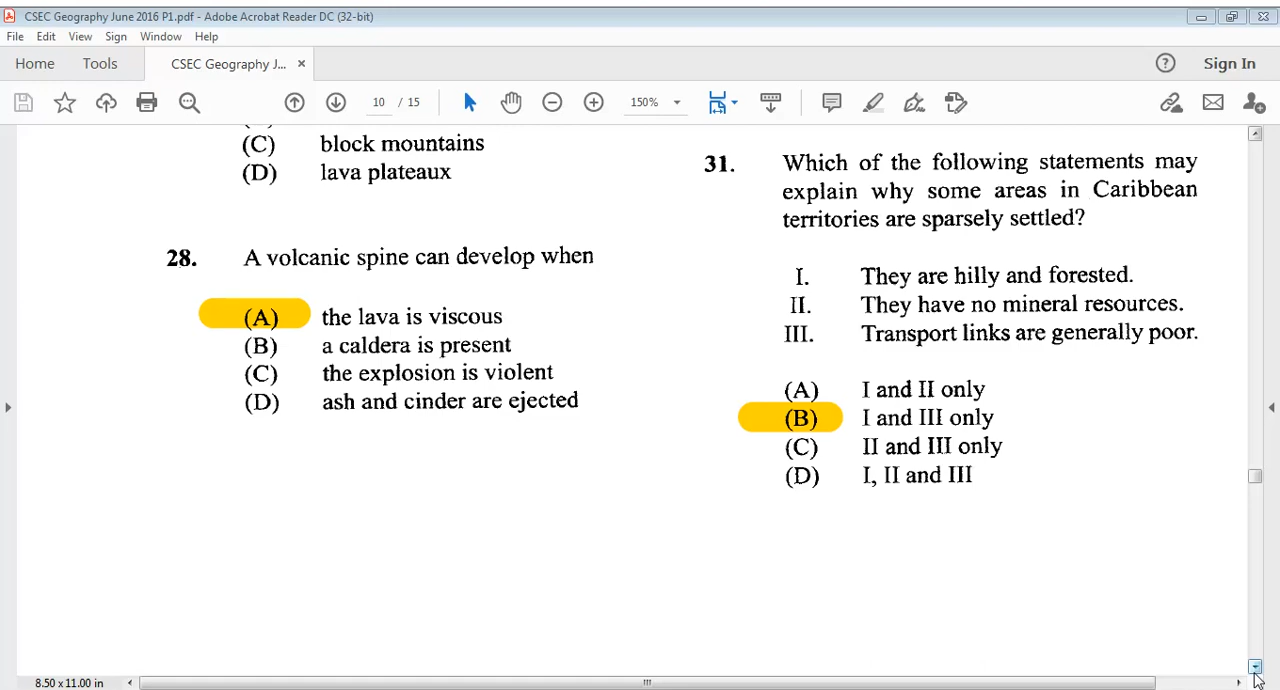 CSEC Geography June 2016 P1.pdf - Adobe Acrobat Reader DC (32-bit)
File Edit View Sign Window Help
Home Tools CSEC Geography J... × Sign In
10 / 15 150%
(C) block mountains
(D) lava plateaux
28. A volcanic spine can develop when
(A) the lava is viscous
(B) a caldera is present
(C) the explosion is violent
(D) ash and cinder are ejected
31. Which of the following statements may
explain why some areas in Caribbean
territories are sparsely settled?
I. They are hilly and forested.
II. They have no mineral resources.
III. Transport links are generally poor.
(A) I and II only
(B) I and III only
(C) II and III only
(D) I, II and III
8.50 x 11.00 in